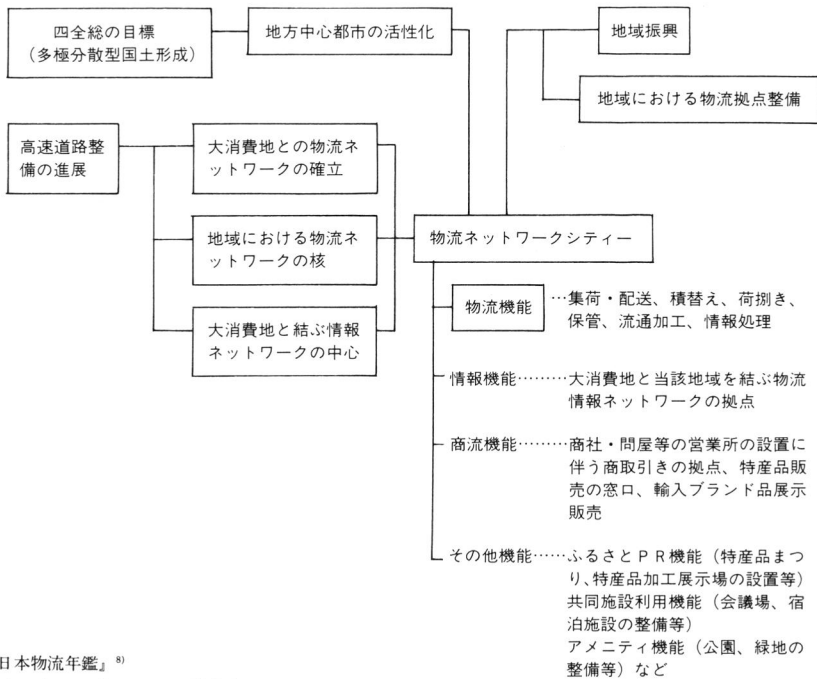 四全総の目標
(多極分散型国土形成)
地方中心都市の活性化
地域振興
地域における物流拠点整備
高速道路整
備の進展
大消費地との物流ネ
ットワークの確立
地域における物流ネ
ットワークの核
大消費地と結ぶ情報
ネットワークの中心
物流ネットワークシティー
物流機能…集荷・配送、積替え、荷捌き、
保管、流通加工、情報処理
情報機能………大消費地と当該地域を結ぶ物流
情報ネットワークの拠点
商流機能………商社・問屋等の営業所の設置に
伴う商取引きの拠点、特産品販
売の窓口、輸入ブランド品展示
販売
その他機能……ふるさとPR機能(特産品まつ
り、特産品加工展示場の設置等)
共同施設利用機能(会議場、宿
泊施設の整備等)
アメニティ機能(公園、緑地の
整備等)など
日本物流年鑑』8)